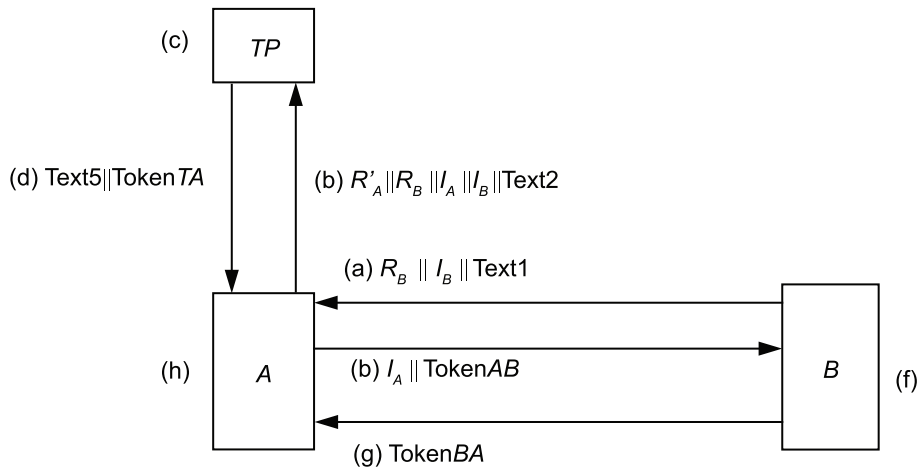 (c)
TP
(d) Text5||TokenTA
(b) R'A||RB||IA||IB||Text2
(a) RB || IB || Text1
(h)
A
(b) IA || TokenAB
B
(f)
(g) TokenBA